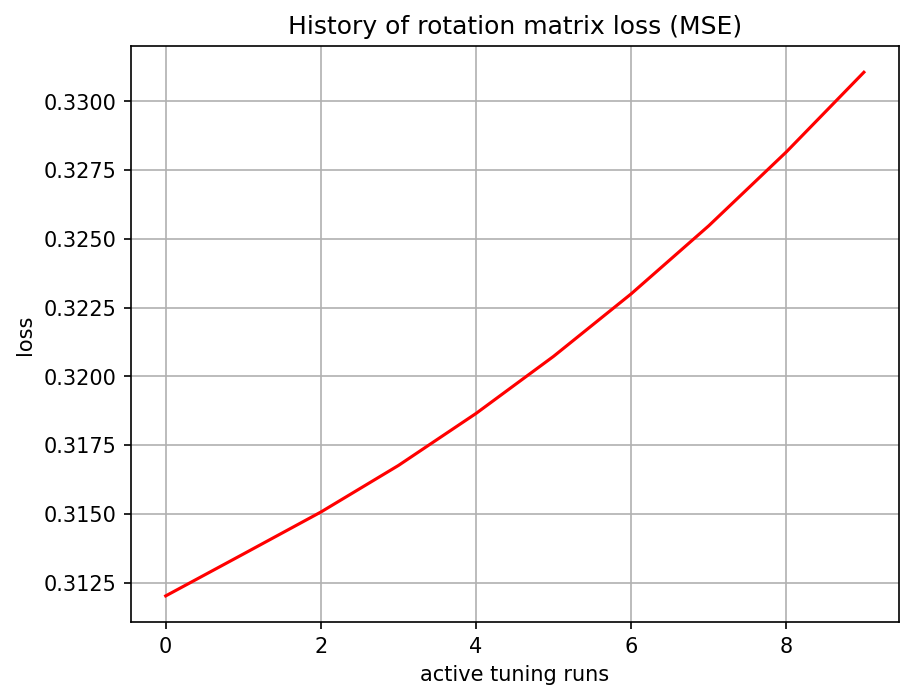 History of rotation matrix loss (MSE)
loss
0.3300
0.3275
0.3250
0.3225
0.3200
0.3175
0.3150
0.3125
0 2 4 6 8
active tuning runs